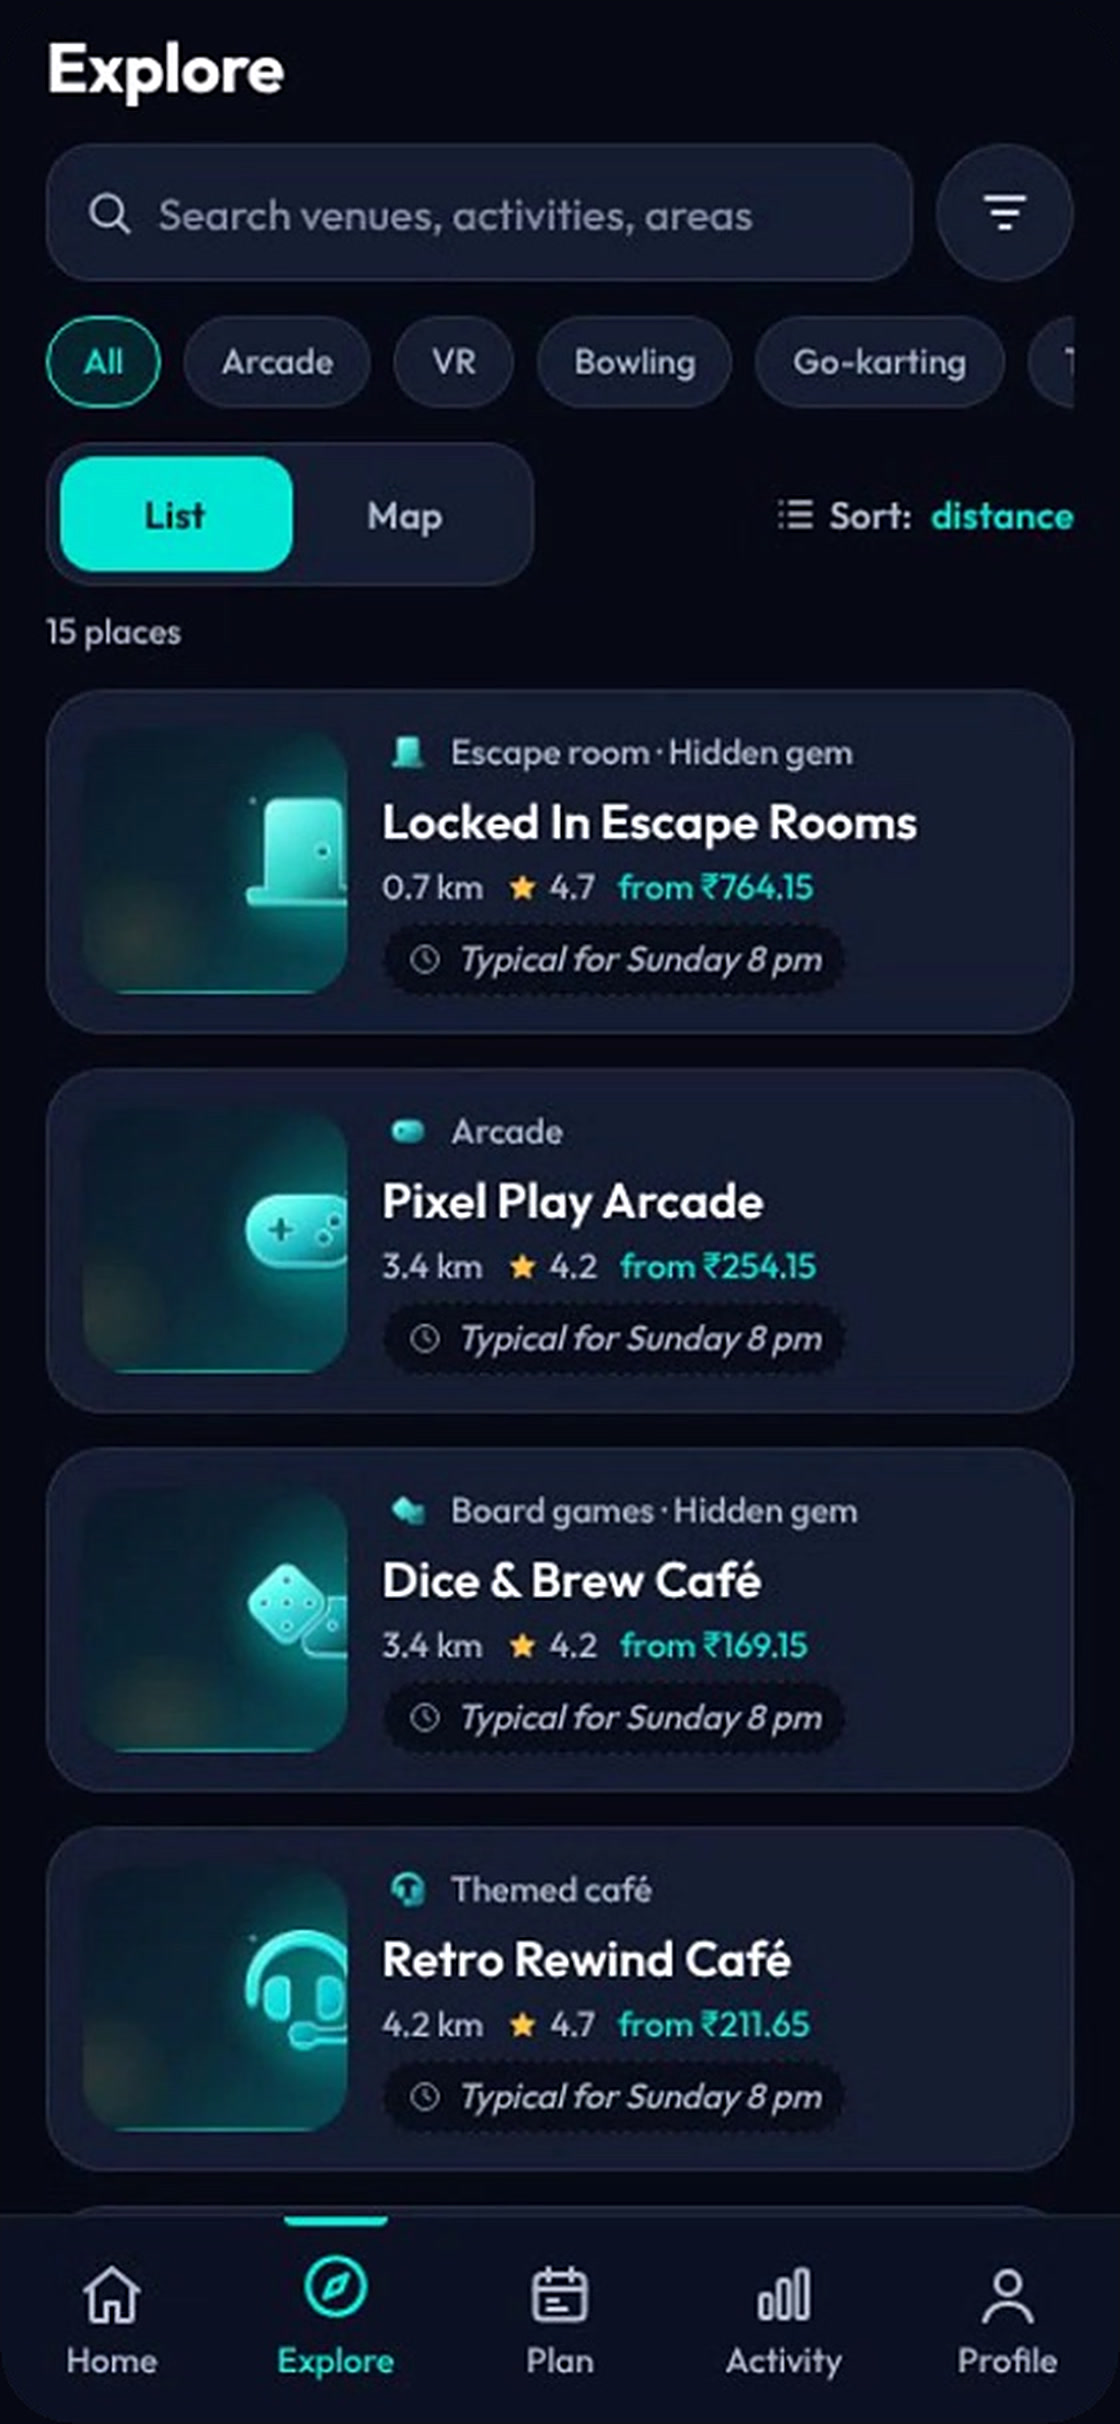 Explore
Search venues, activities, areas
All Arcade VR Bowling Go-karting
List Map Sort: distance
15 places
Escape room · Hidden gem
Locked In Escape Rooms
0.7 km ★ 4.7 from ₹764.15
Typical for Sunday 8 pm
Arcade
Pixel Play Arcade
3.4 km ★ 4.2 from ₹254.15
Typical for Sunday 8 pm
Board games · Hidden gem
Dice & Brew Café
3.4 km ★ 4.2 from ₹169.15
Typical for Sunday 8 pm
Themed café
Retro Rewind Café
4.2 km ★ 4.7 from ₹211.65
Typical for Sunday 8 pm
Home Explore Plan Activity Profile